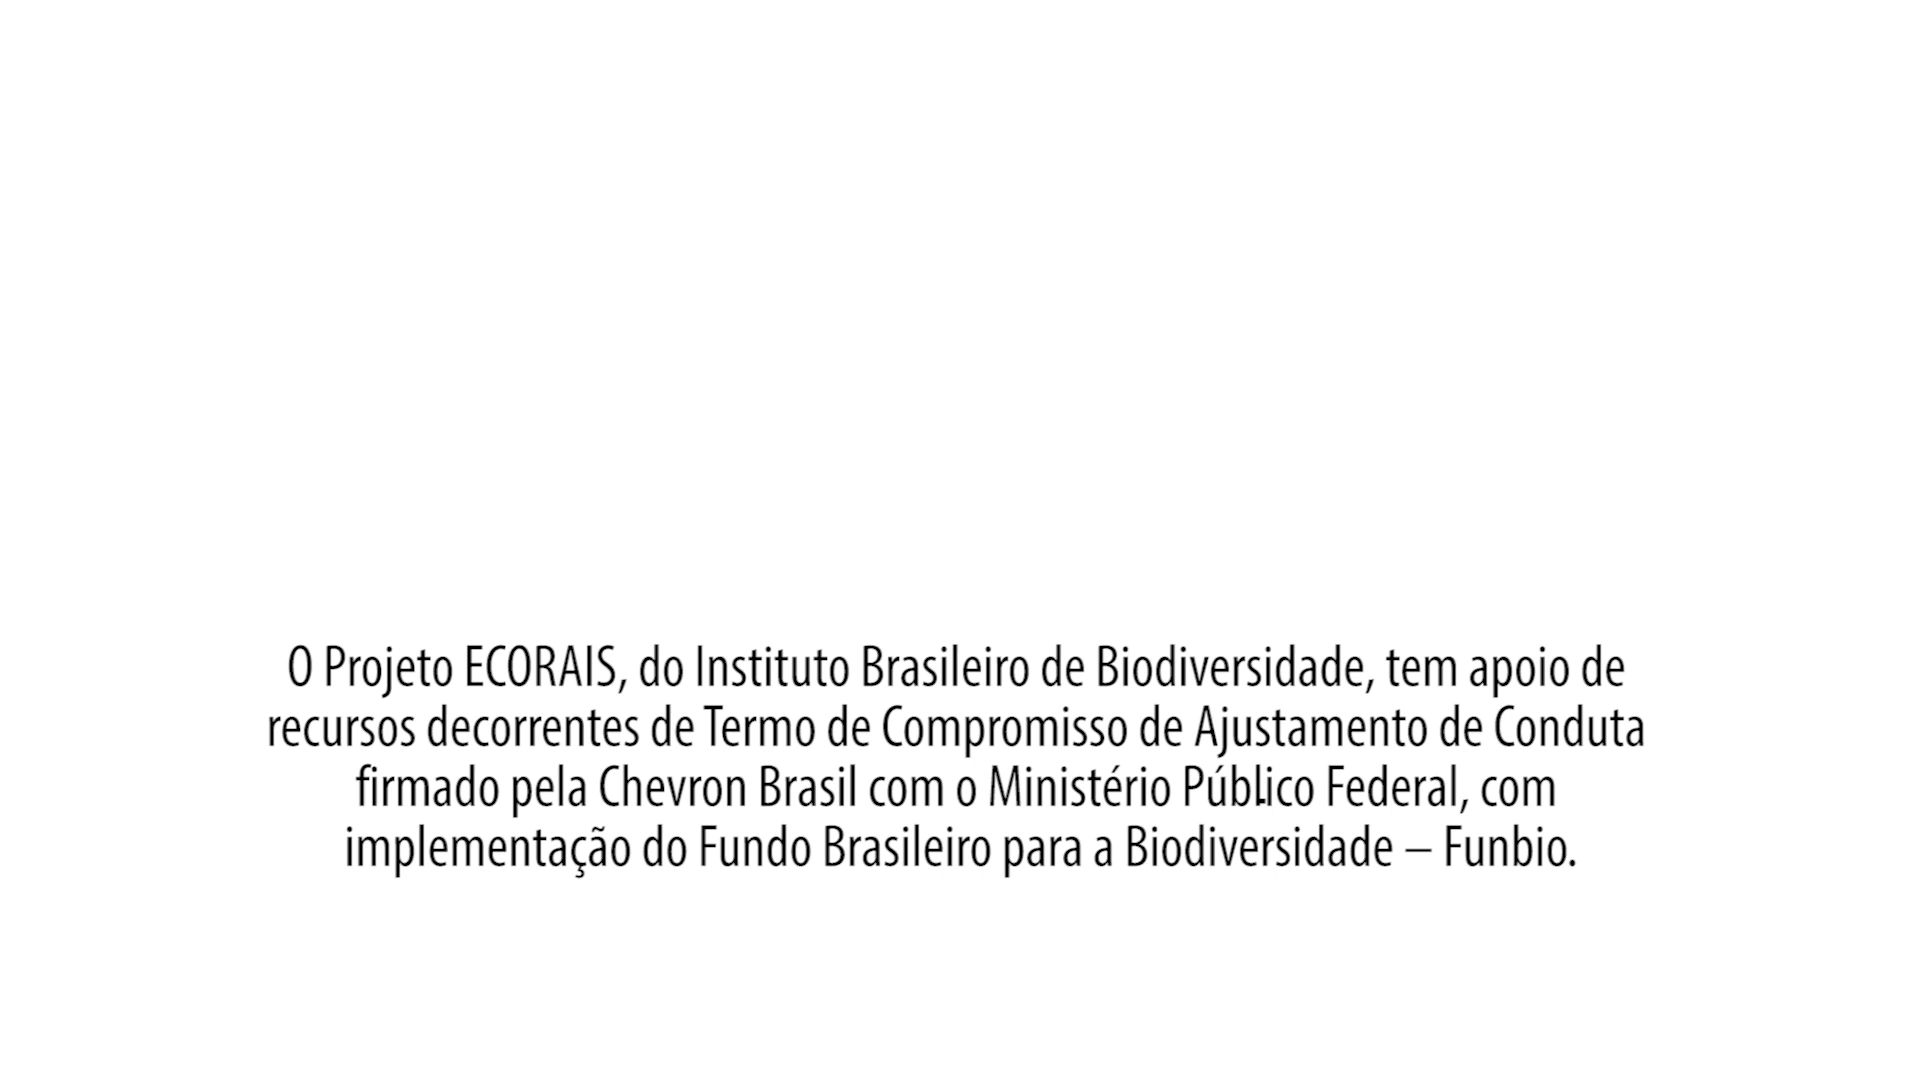 O Projeto ECORAIS, do Instituto Brasileiro de Biodiversidade, tem apoio de
recursos decorrentes de Termo de Compromisso de Ajustamento de Conduta
firmado pela Chevron Brasil com o Ministério Público Federal, com
implementação do Fundo Brasileiro para a Biodiversidade – Funbio.